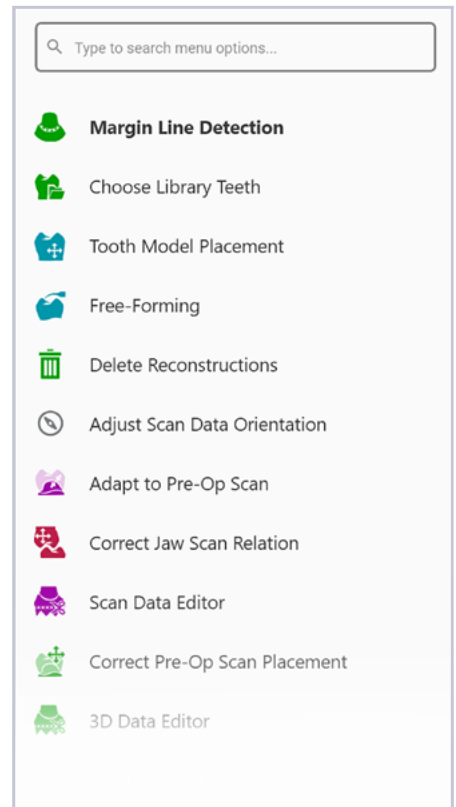 Type to search menu options...
Margin Line Detection
Choose Library Teeth
Tooth Model Placement
Free-Forming
Delete Reconstructions
Adjust Scan Data Orientation
Adapt to Pre-Op Scan
Correct Jaw Scan Relation
Scan Data Editor
Correct Pre-Op Scan Placement
3D Data Editor